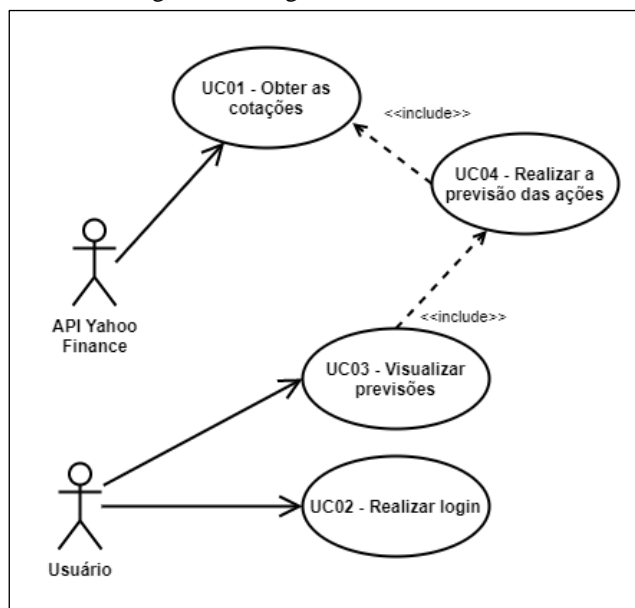 UC01 - Obter as
cotações
<<include>>
UC04 - Realizar a
previsão das ações
API Yahoo
Finance
<<include>>
UC03 - Visualizar
previsões
UC02 - Realizar login
Usuário